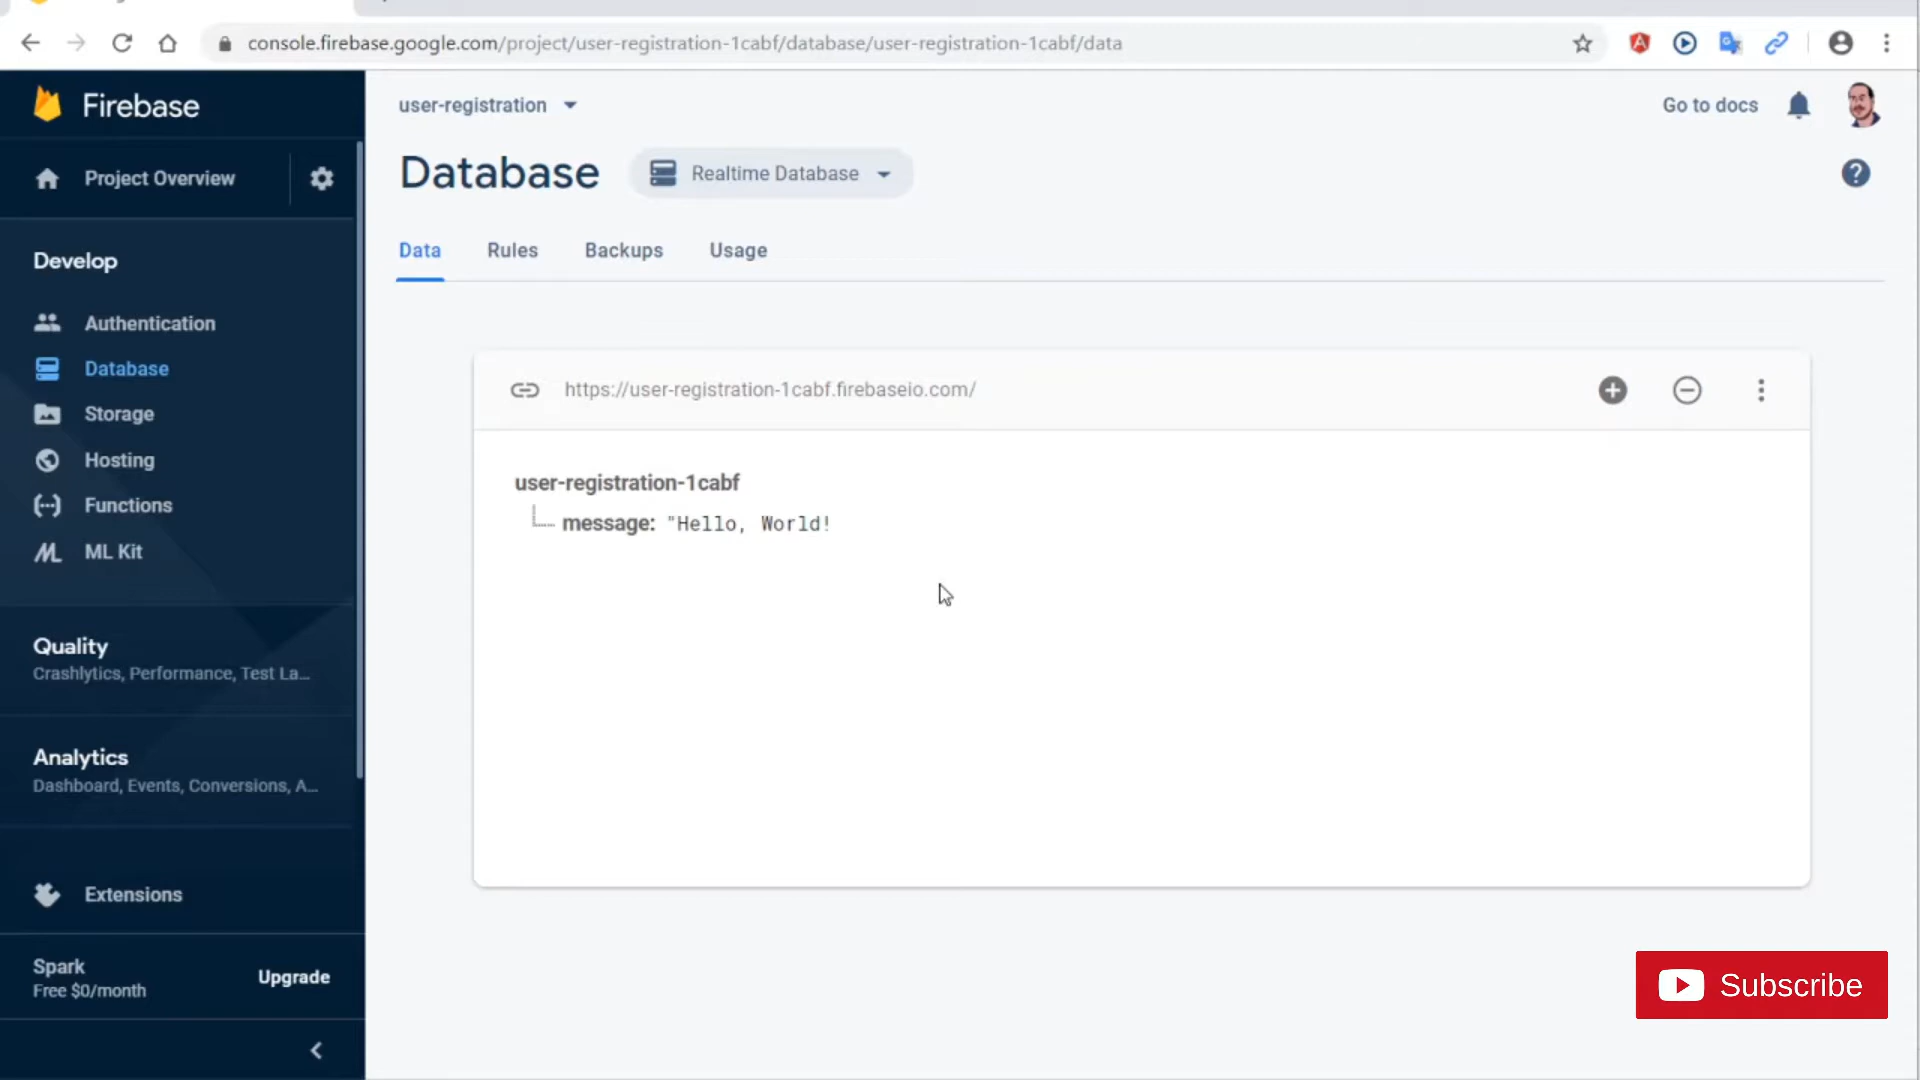 console.firebase.google.com/project/user-registration-1cabf/database/user-registration-1cabf/data
Firebase
user-registration
Go to docs
Project Overview
Database
Realtime Database
Data
Rules
Backups
Usage
Develop
Authentication
Database
Storage
Hosting
Functions
ML Kit
https://user-registration-1cabf.firebaseio.com/
user-registration-1cabf
message: "Hello, World!
Quality
Crashlytics, Performance, Test La...
Analytics
Dashboard, Events, Conversions, A...
Extensions
Spark
Free $0/month
Upgrade
Subscribe